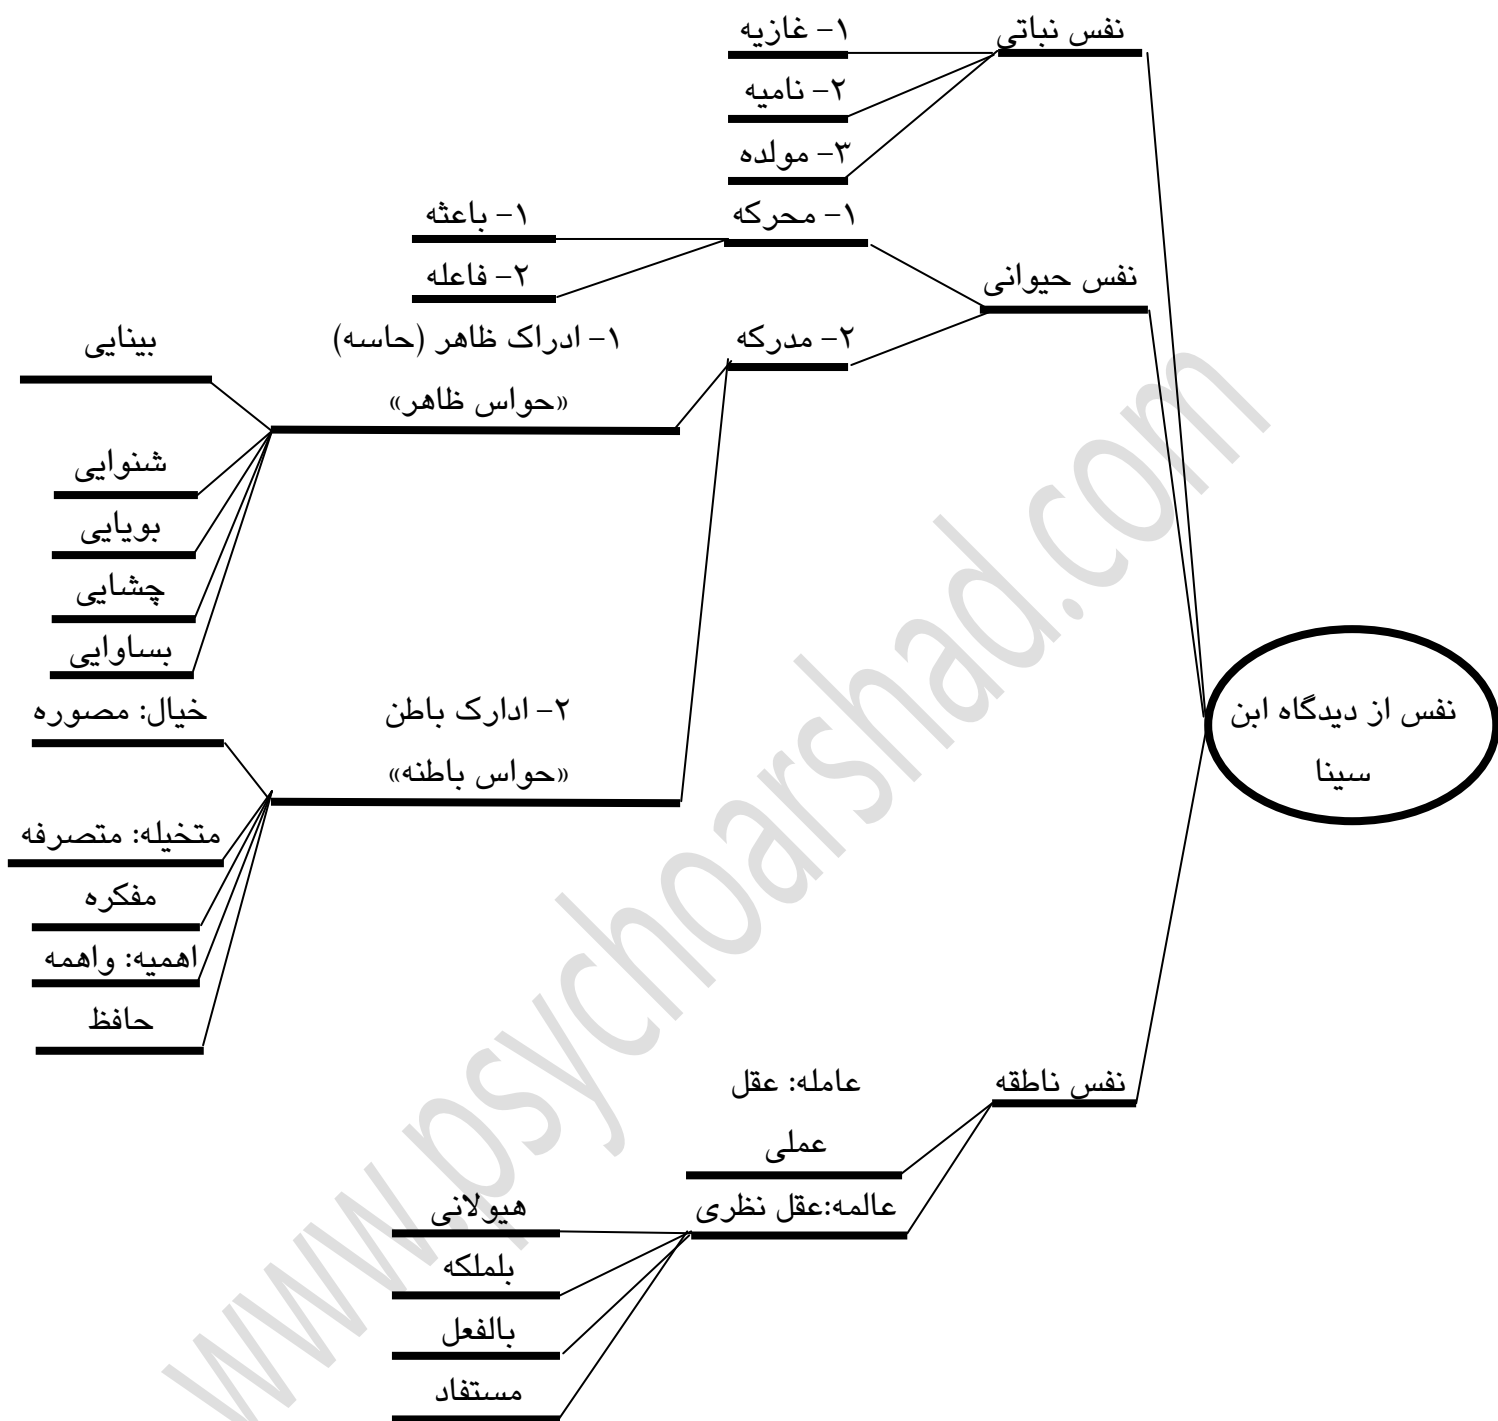 نفس از دیدگاه ابن
سینا
نفس نباتی
۱- غازیه
۲- نامیه
۳- مولده
نفس حیوانی
۱- محرکه
۱- باعثه
۲- فاعله
۲- مدرکه
۱- ادراک ظاهر (حاسه)
«حواس ظاهر»
بینایی
شنوایی
بویایی
چشایی
بساوایی
۲- ادارک باطن
«حواس باطنه»
خیال: مصوره
متخیله: متصرفه
مفکره
اهمیه: واهمه
حافظ
نفس ناطقه
عامله: عقل
عملی
عالمه:عقل نظری
هیولانی
بلملکه
بالفعل
مستفاد
www.psychoarshad.com